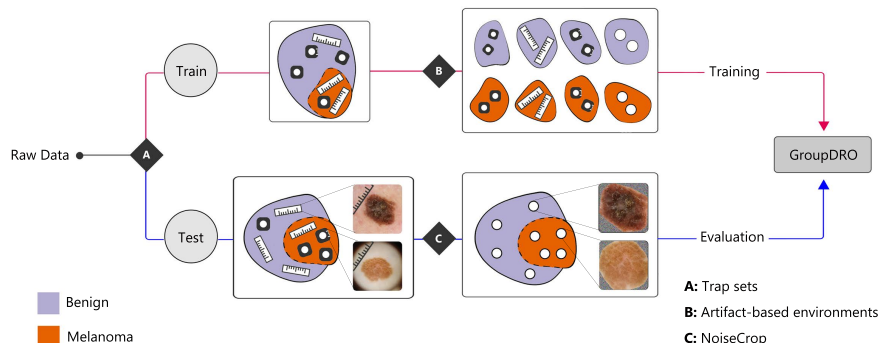 Train
B
Training
Raw Data
A
GroupDRO
Test
C
Evaluation
A: Trap sets
Benign
B: Artifact-based environments
Melanoma
C: NoiseCrop